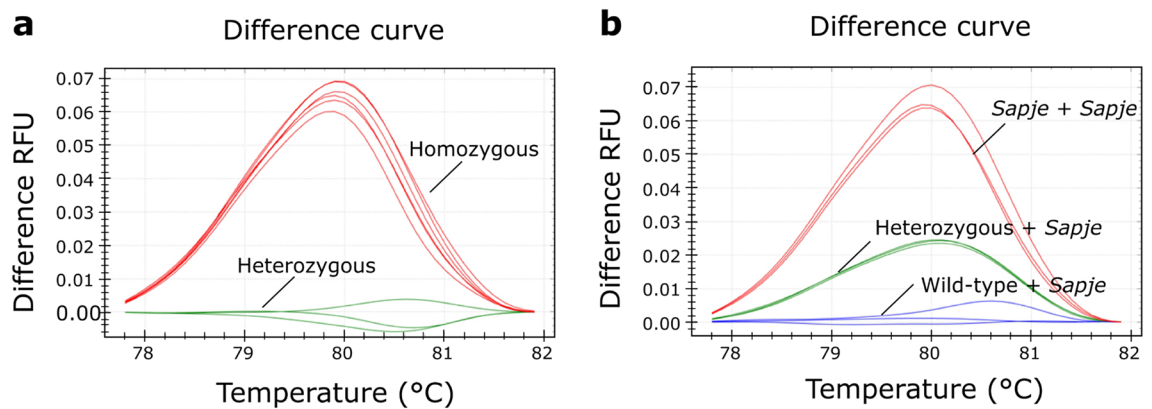 a
Difference curve
Difference RFU
0.07
0.06
0.05
0.04
0.03
0.02
0.01
0.00
Homozygous
Heterozygous
78 79 80 81 82
Temperature (°C)
b
Difference curve
Difference RFU
0.07
0.06
0.05
0.04
0.03
0.02
0.01
0.00
Sapje + Sapje
Heterozygous + Sapje
Wild-type + Sapje
78 79 80 81 82
Temperature (°C)